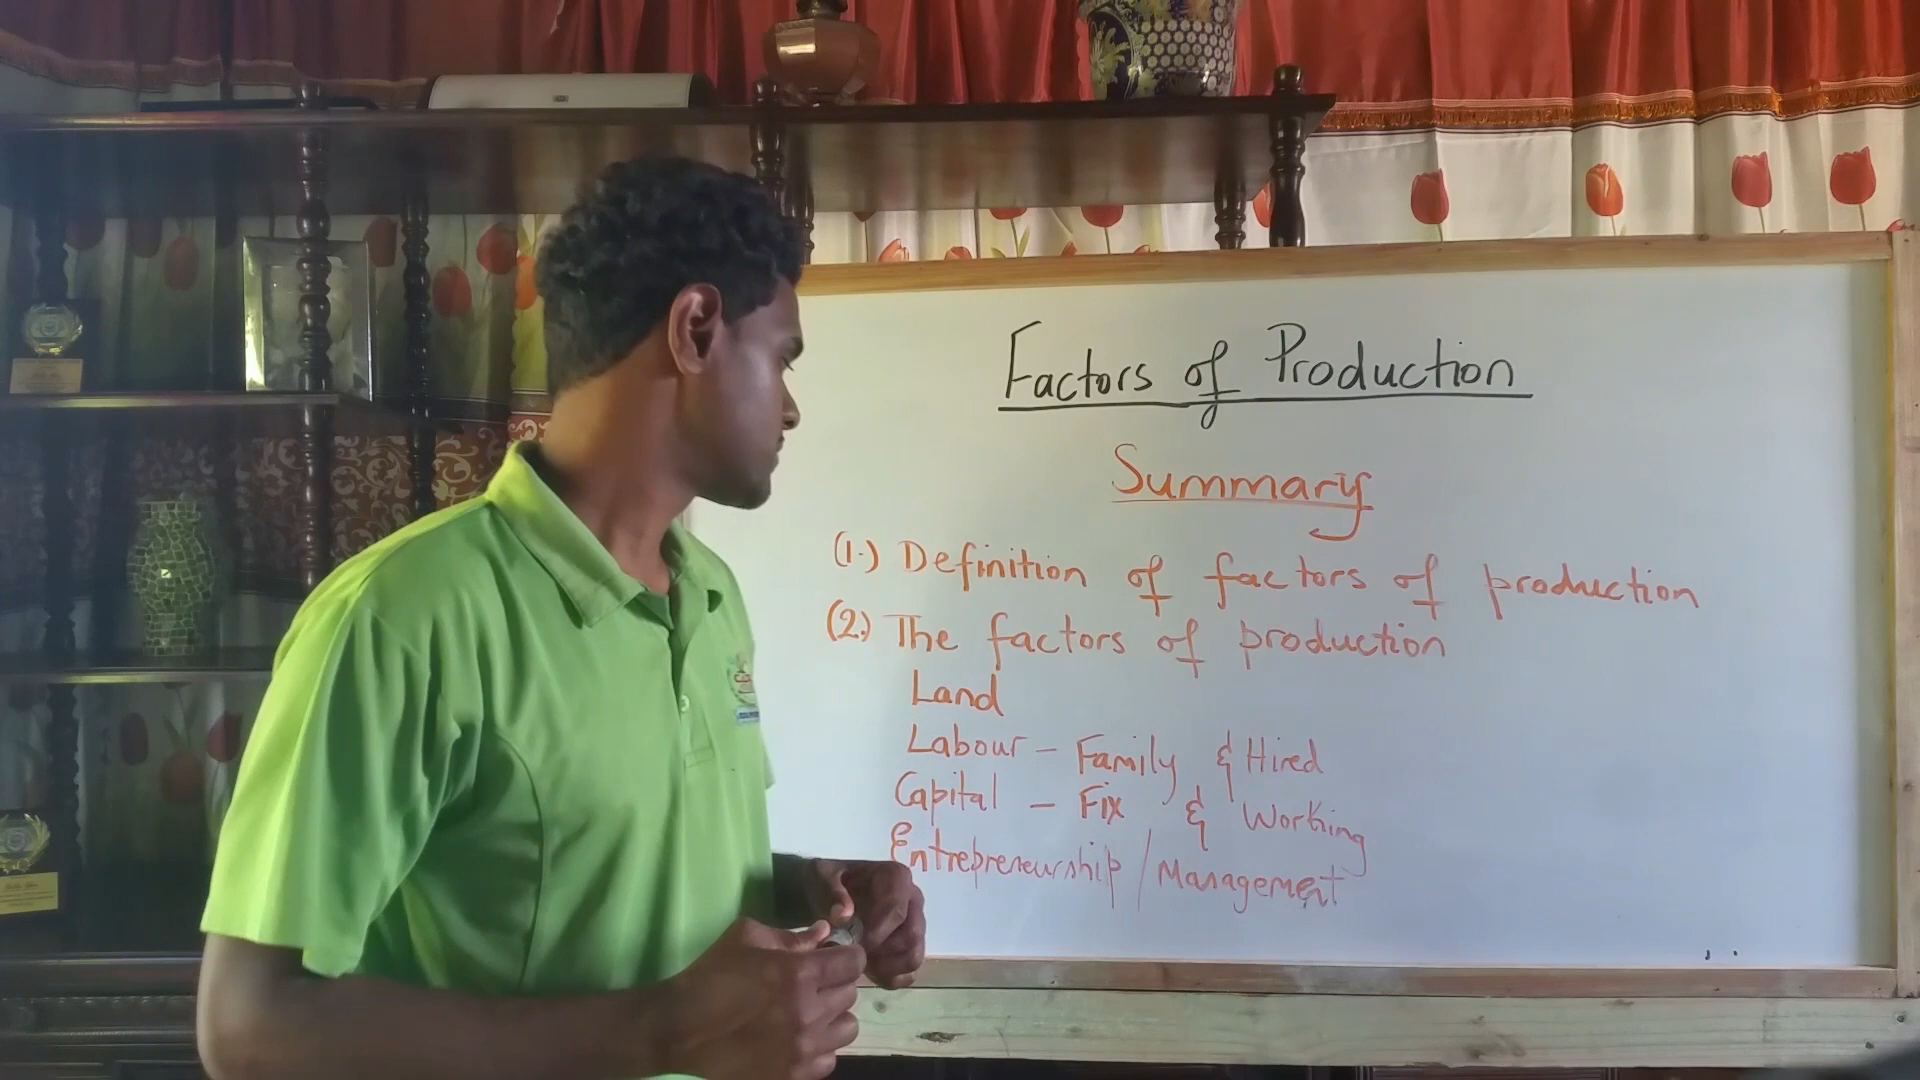 Factors of Production
Summary
(1.) Definition of factors of production
(2.) The factors of production
Land
Labour - Family & Hired
Capital - Fix & Working
Entrepreneurship / Management